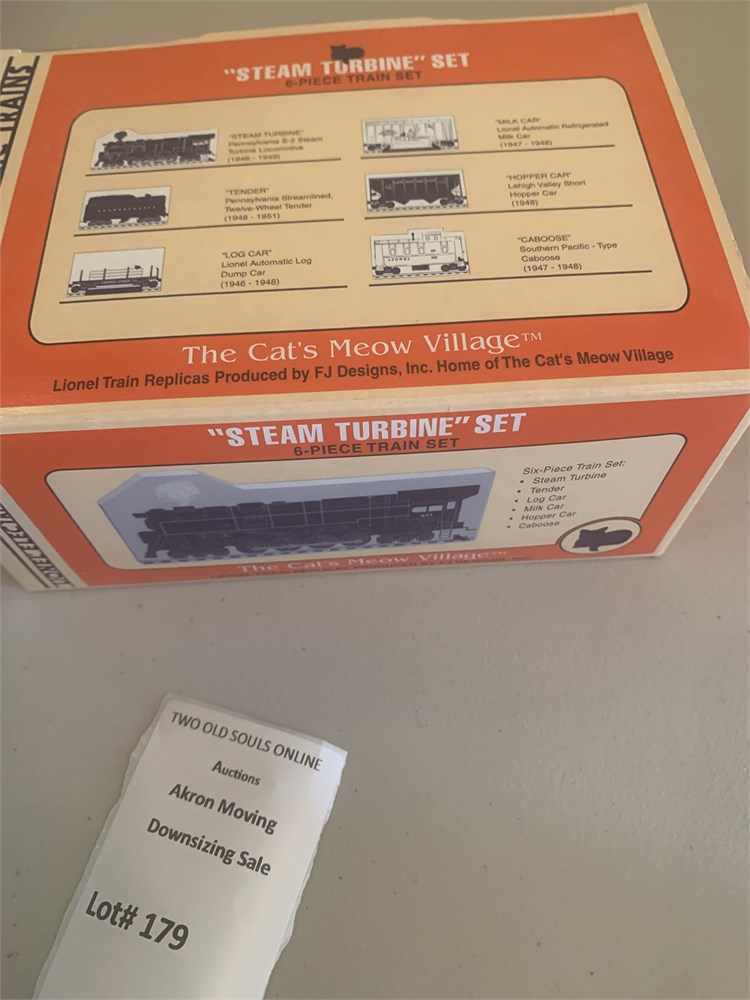 "STEAM TURBINE" SET
6-PIECE TRAIN SET
"STEAM TURBINE"
Pennsylvania S-2 Steam
Turbine Locomotive
(1948 - 1949)
"TENDER"
Pennsylvania Streamlined,
Twelve-Wheel Tender
(1948 - 1951)
"LOG CAR"
Lionel Automatic Log
Dump Car
(1946 - 1948)
"MILK CAR"
Lionel Automatic Refrigerated
Milk Car
(1947 - 1948)
"HOPPER CAR"
Lehigh Valley Short
Hopper Car
(1948)
"CABOOSE"
Southern Pacific - Type
Caboose
(1947 - 1948)
LIONEL
The Cat's Meow Village™
Lionel Train Replicas Produced by FJ Designs, Inc. Home of The Cat's Meow Village
TRAINS
"STEAM TURBINE" SET
6-PIECE TRAIN SET
Six-Piece Train Set:
• Steam Turbine
• Tender
• Log Car
• Milk Car
• Hopper Car
• Caboose
The Cat's Meow Village™
TWO OLD SOULS ONLINE
Auctions
Akron Moving
Downsizing Sale
Lot# 179